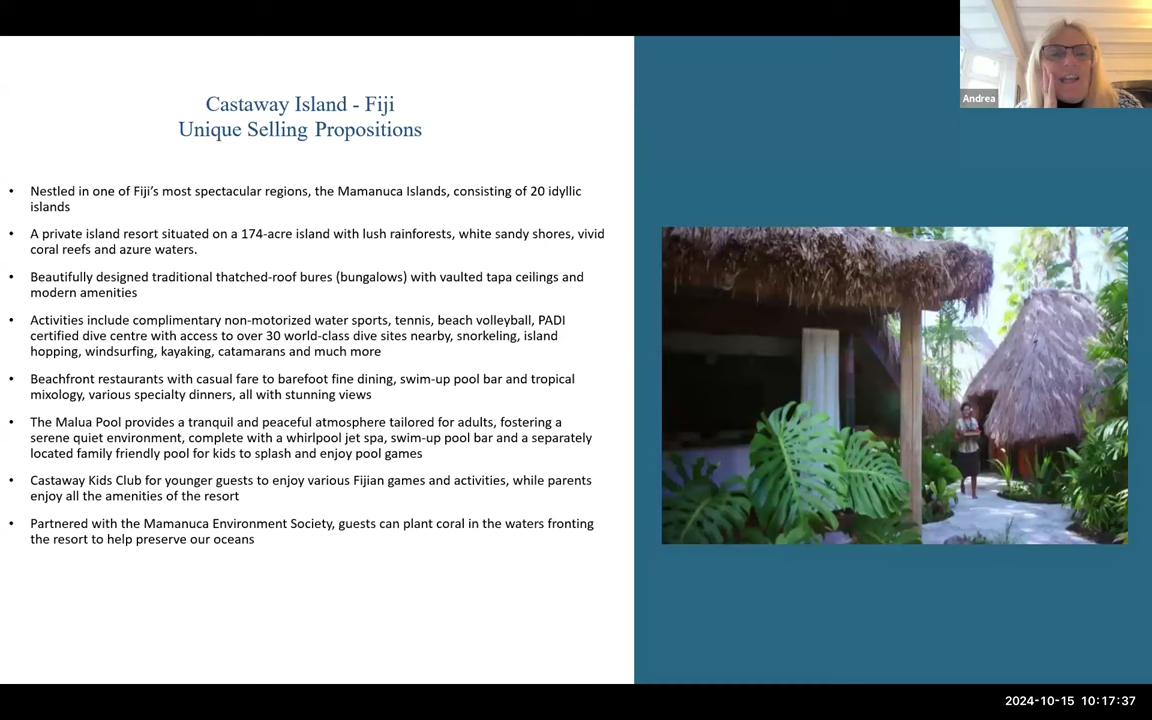 Castaway Island - Fiji
Unique Selling Propositions
• Nestled in one of Fiji's most spectacular regions, the Mamanuca Islands, consisting of 20 idyllic
islands
• A private island resort situated on a 174-acre island with lush rainforests, white sandy shores, vivid
coral reefs and azure waters.
• Beautifully designed traditional thatched-roof bures (bungalows) with vaulted tapa ceilings and
modern amenities
• Activities include complimentary non-motorized water sports, tennis, beach volleyball, PADI
certified dive centre with access to over 30 world-class dive sites nearby, snorkeling, island
hopping, windsurfing, kayaking, catamarans and much more
• Beachfront restaurants with casual fare to barefoot fine dining, swim-up pool bar and tropical
mixology, various specialty dinners, all with stunning views
• The Malua Pool provides a tranquil and peaceful atmosphere tailored for adults, fostering a
serene quiet environment, complete with a whirlpool jet spa, swim-up pool bar and a separately
located family friendly pool for kids to splash and enjoy pool games
• Castaway Kids Club for younger guests to enjoy various Fijian games and activities, while parents
enjoy all the amenities of the resort
• Partnered with the Mamanuca Environment Society, guests can plant coral in the waters fronting
the resort to help preserve our oceans
Andrea
2024-10-15 10:17:37